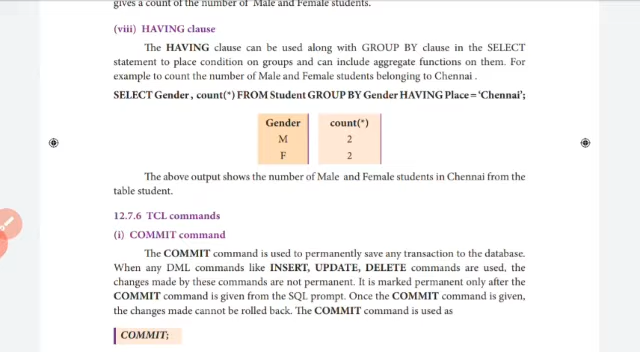 gives a count of the number of Male and Female students.
(viii) HAVING clause
The HAVING clause can be used along with GROUP BY clause in the SELECT
statement to place condition on groups and can include aggregate functions on them. For
example to count the number of Male and Female students belonging to Chennai .
SELECT Gender , count(*) FROM Student GROUP BY Gender HAVING Place = ‘Chennai’;
Gender count(*)
M 2
F 2
The above output shows the number of Male and Female students in Chennai from the
table student.
12.7.6 TCL commands
(i) COMMIT command
The COMMIT command is used to permanently save any transaction to the database.
When any DML commands like INSERT, UPDATE, DELETE commands are used, the
changes made by these commands are not permanent. It is marked permanent only after the
COMMIT command is given from the SQL prompt. Once the COMMIT command is given,
the changes made cannot be rolled back. The COMMIT command is used as
COMMIT;